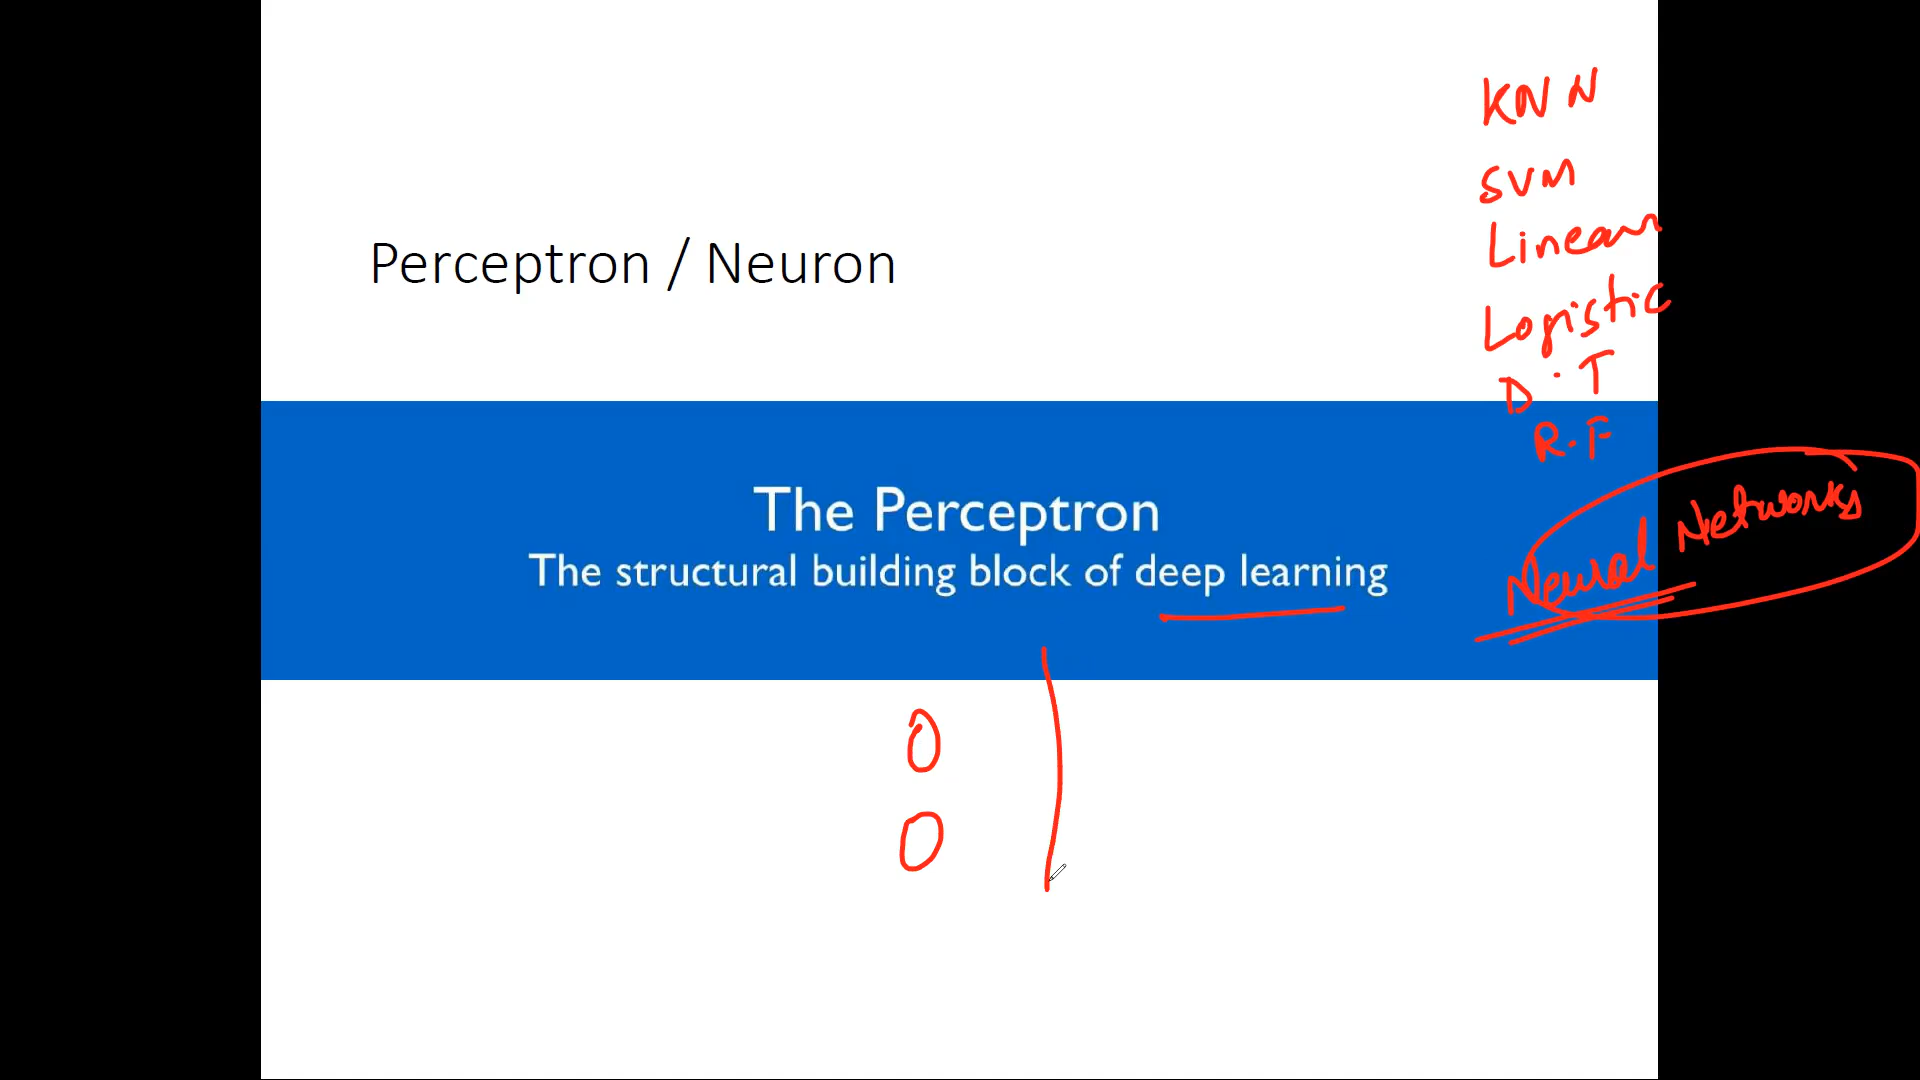 KNN
SVM
Linear
Perceptron / Neuron
Logistic
D.T
R.F
The Perceptron
The structural building block of deep learning
Neural Networks